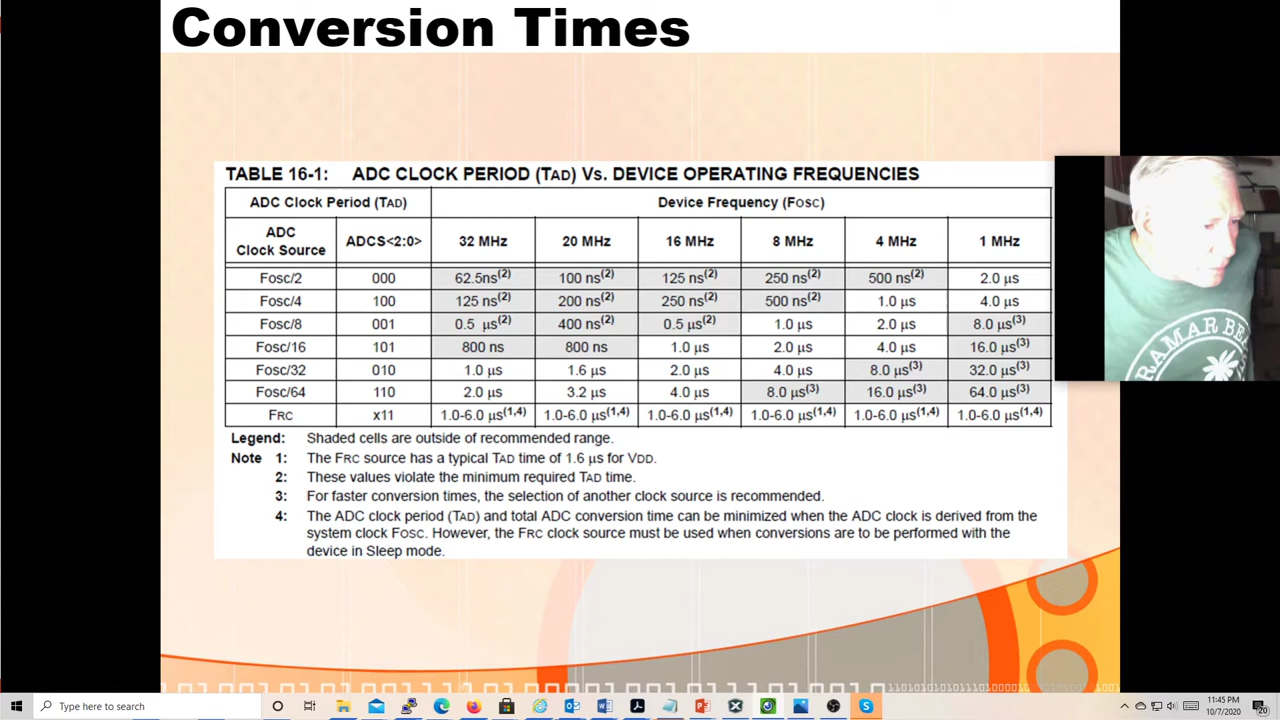 Conversion Times
TABLE 16-1: ADC CLOCK PERIOD (TAD) Vs. DEVICE OPERATING FREQUENCIES
ADC Clock Period (TAD) Device Frequency (FOSC)
ADC Clock Source ADCS<2:0> 32 MHz 20 MHz 16 MHz 8 MHz 4 MHz 1 MHz
Fosc/2 000 62.5ns(2) 100 ns(2) 125 ns(2) 250 ns(2) 500 ns(2) 2.0 μs
Fosc/4 100 125 ns(2) 200 ns(2) 250 ns(2) 500 ns(2) 1.0 μs 4.0 μs
Fosc/8 001 0.5 μs(2) 400 ns(2) 0.5 μs(2) 1.0 μs 2.0 μs 8.0 μs(3)
Fosc/16 101 800 ns 800 ns 1.0 μs 2.0 μs 4.0 μs 16.0 μs(3)
Fosc/32 010 1.0 μs 1.6 μs 2.0 μs 4.0 μs 8.0 μs(3) 32.0 μs(3)
Fosc/64 110 2.0 μs 3.2 μs 4.0 μs 8.0 μs(3) 16.0 μs(3) 64.0 μs(3)
FRC x11 1.0-6.0 μs(1,4) 1.0-6.0 μs(1,4) 1.0-6.0 μs(1,4) 1.0-6.0 μs(1,4) 1.0-6.0 μs(1,4) 1.0-6.0 μs(1,4)
Legend: Shaded cells are outside of recommended range.
Note 1: The FRC source has a typical TAD time of 1.6 μs for VDD.
2: These values violate the minimum required TAD time.
3: For faster conversion times, the selection of another clock source is recommended.
4: The ADC clock period (TAD) and total ADC conversion time can be minimized when the ADC clock is derived from the
system clock FOSC. However, the FRC clock source must be used when conversions are to be performed with the
device in Sleep mode.
Type here to search
11:45 PM
10/7/2020
20